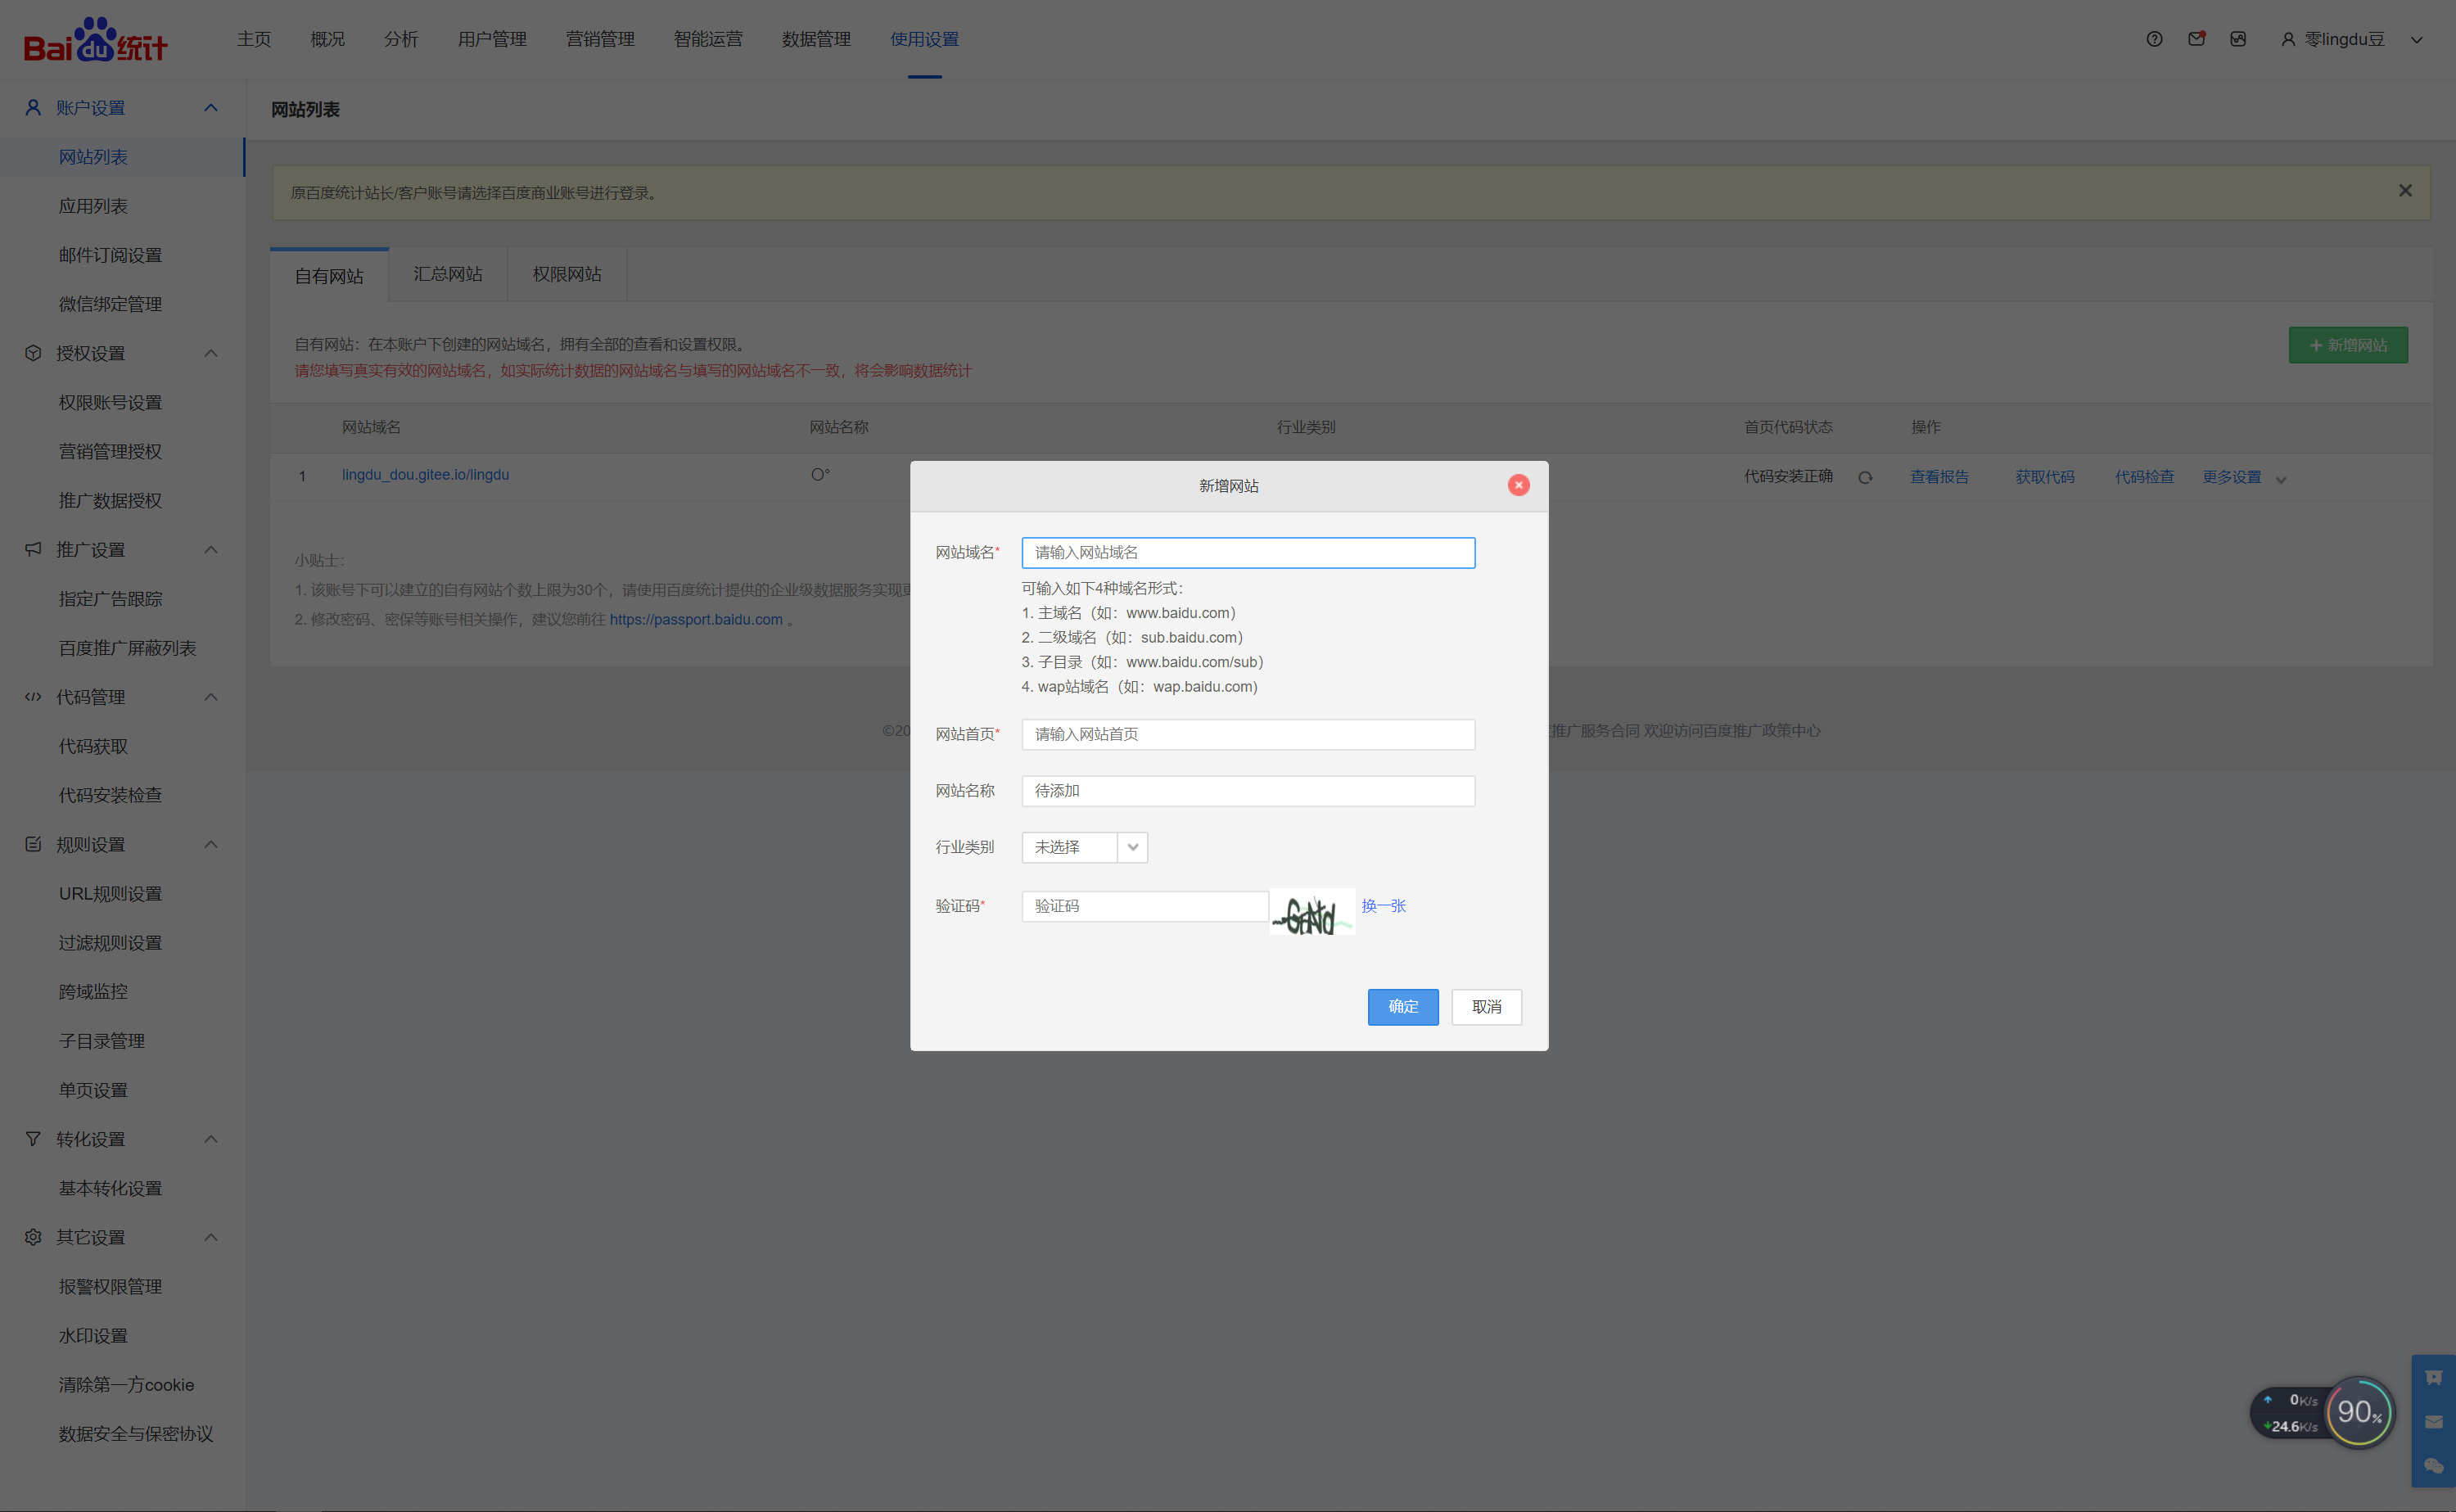 Baidu统计
主页 概况 分析 用户管理 营销管理 智能运营 数据管理 使用设置
零lingdu豆
账户设置
网站列表
应用列表
邮件订阅设置
微信绑定管理
授权设置
权限账号设置
营销管理授权
推广数据授权
推广设置
指定广告跟踪
百度推广屏蔽列表
代码管理
代码获取
代码安装检查
规则设置
URL规则设置
过滤规则设置
跨域监控
子目录管理
单页设置
转化设置
基本转化设置
其它设置
报警权限管理
水印设置
清除第一方cookie
数据安全与保密协议
网站列表
原百度统计站长/客户账号请选择百度商业账号进行登录。
自有网站 汇总网站 权限网站
自有网站：在本账户下创建的网站域名，拥有全部的查看和设置权限。
请您填写真实有效的网站域名，如实际统计数据的网站域名与填写的网站域名不一致，将会影响数据统计
新增网站
网站域名 网站名称 行业类别 首页代码状态 操作
1 lingdu_dou.gitee.io/lingdu 代码安装正确 查看报告 获取代码 代码检查 更多设置
小贴士：
1. 该账号下可以建立的自有网站个数上限为30个，请使用百度统计提供的企业级数据服务实现
2. 修改密码、密保等账号相关操作，建议您前往 https://passport.baidu.com 。
©20
推广服务合同 欢迎访问百度推广政策中心
新增网站
网站域名* 请输入网站域名
可输入如下4种域名形式：
1. 主域名（如：www.baidu.com）
2. 二级域名（如：sub.baidu.com）
3. 子目录（如：www.baidu.com/sub）
4. wap站域名（如：wap.baidu.com）
网站首页* 请输入网站首页
网站名称 待添加
行业类别 未选择
验证码* 验证码 换一张
确定 取消
0K/s
24.6K/s
90%